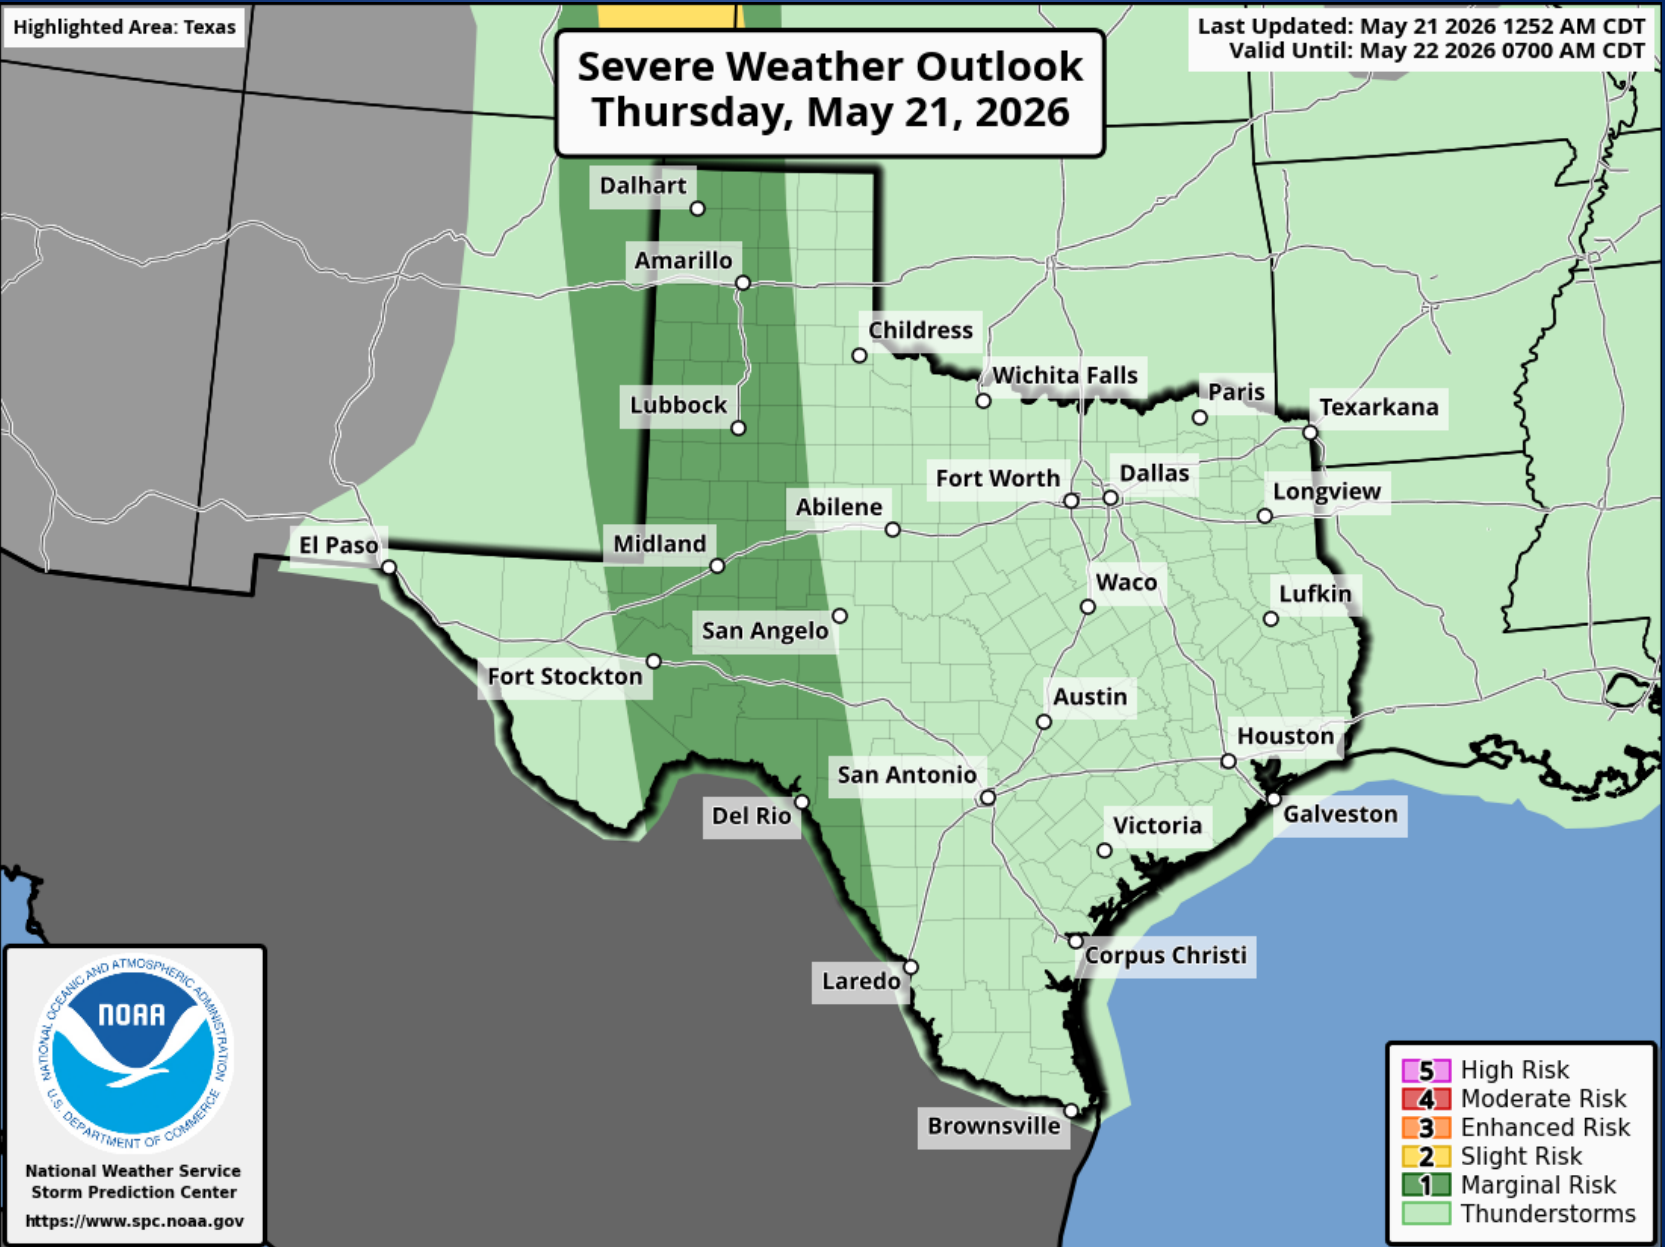 Highlighted Area: Texas
Last Updated: May 21 2026 1252 AM CDT
Valid Until: May 22 2026 0700 AM CDT
Severe Weather Outlook
Thursday, May 21, 2026
Dalhart
Amarillo
Childress
Wichita Falls
Paris
Texarkana
Lubbock
Fort Worth
Dallas
Longview
Abilene
El Paso
Midland
Waco
Lufkin
San Angelo
Fort Stockton
Austin
Houston
San Antonio
Del Rio
Galveston
Victoria
Corpus Christi
Laredo
Brownsville
NATIONAL OCEANIC AND ATMOSPHERIC ADMINISTRATION
NOAA
U.S. DEPARTMENT OF COMMERCE
National Weather Service
Storm Prediction Center
https://www.spc.noaa.gov
5 High Risk
4 Moderate Risk
3 Enhanced Risk
2 Slight Risk
1 Marginal Risk
Thunderstorms